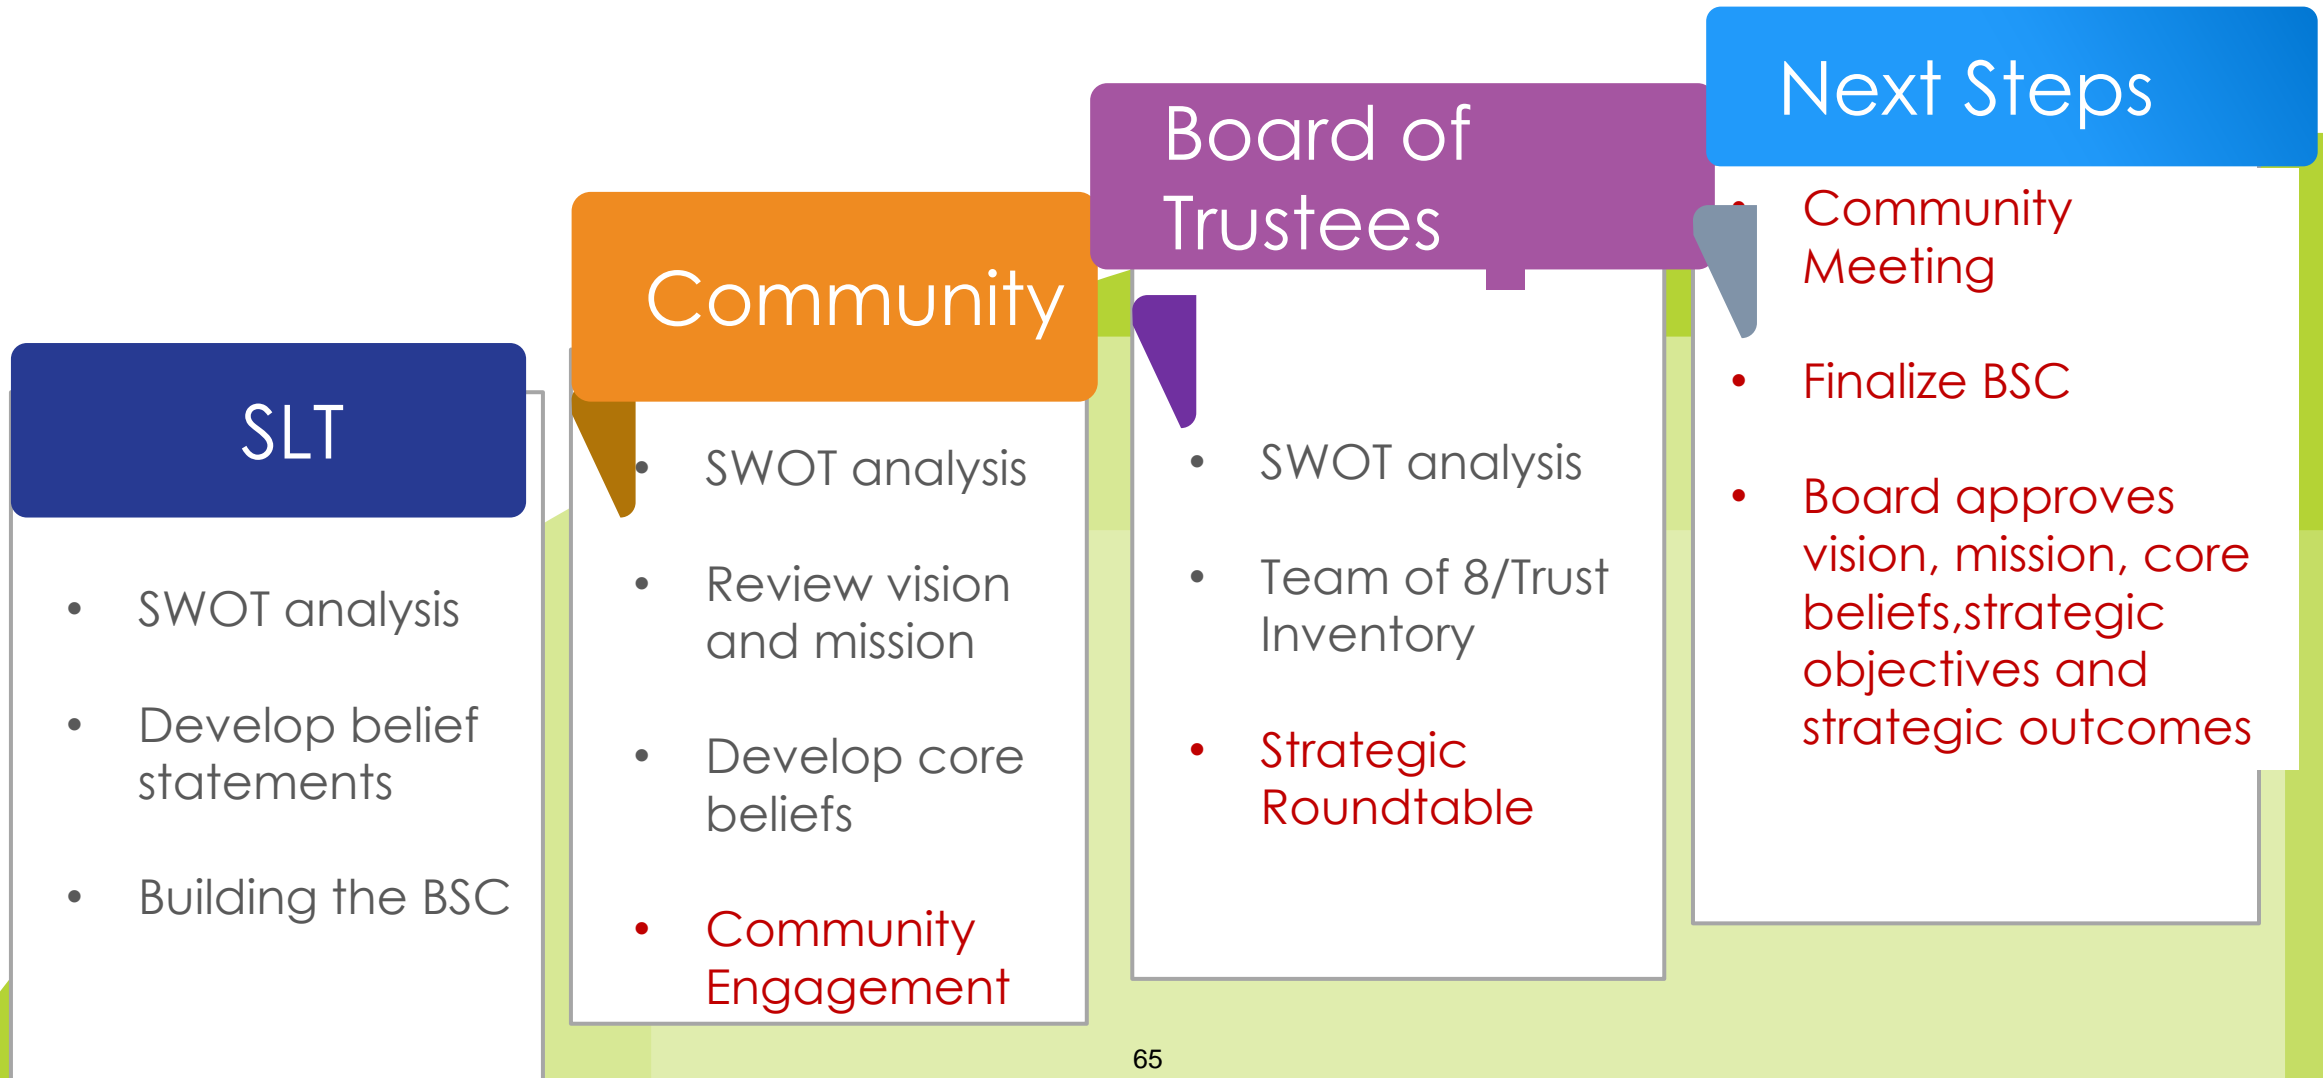 SLT
• SWOT analysis
• Develop belief
statements
• Building the BSC
Community
• SWOT analysis
• Review vision
and mission
• Develop core
beliefs
• Community
Engagement
Board of
Trustees
• SWOT analysis
• Team of 8/Trust
Inventory
• Strategic
Roundtable
Next Steps
• Community
Meeting
• Finalize BSC
• Board approves
vision, mission, core
beliefs,strategic
objectives and
strategic outcomes
65